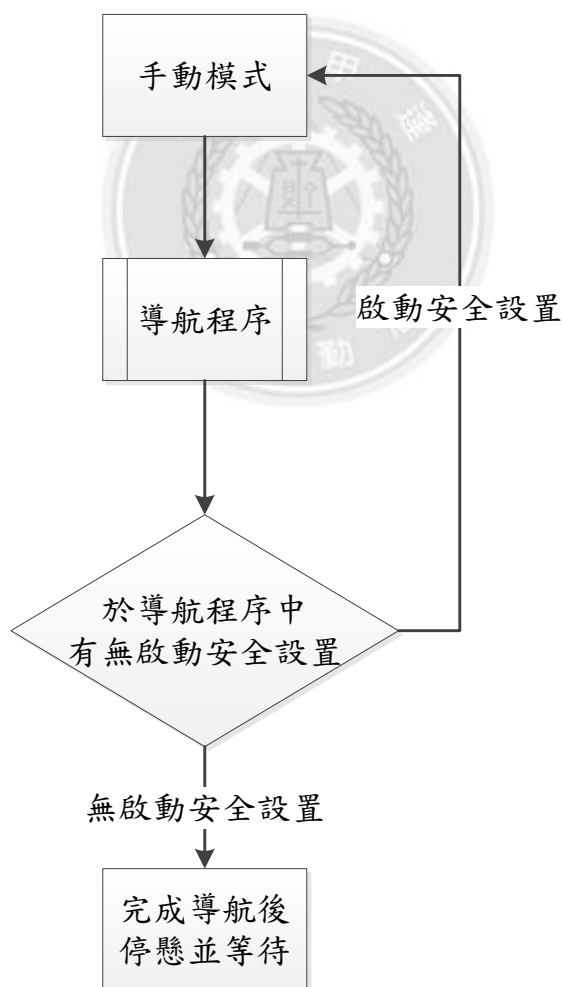 手動模式
導航程序
啟動安全設置
於導航程序中
有無啟動安全設置
無啟動安全設置
完成導航後
停懸並等待